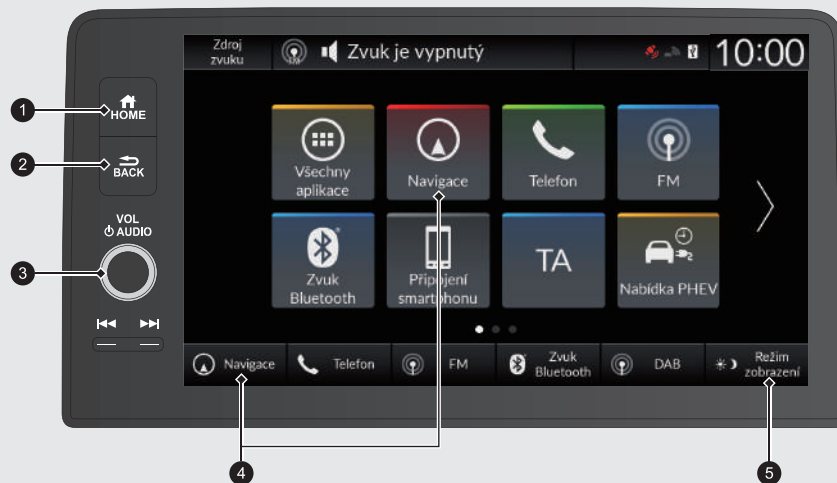 Zdroj
zvuku
FM
Zvuk je vypnutý
10:00
1
HOME
2
BACK
VOL
AUDIO
3
Všechny
aplikace
Navigace
Telefon
FM
Zvuk
Bluetooth
Připojení
smartphonu
TA
Nabídka PHEV
Navigace
Telefon
FM
Zvuk
Bluetooth
DAB
Režim
zobrazení
4
5